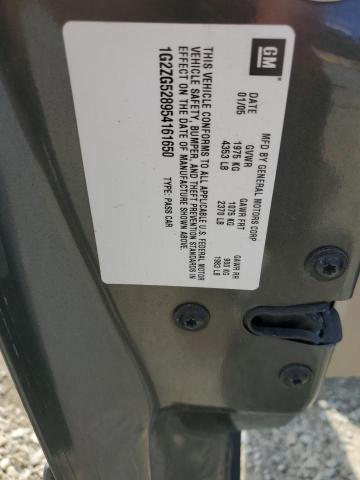 GM
MFD BY GENERAL MOTORS CORP
DATE GVWR GAWR FRT GAWR RR
01/05 1975 KG 1075 KG 900 KG
4353 LB 2370 LB 1983 LB
THIS VEHICLE CONFORMS TO ALL APPLICABLE U.S. FEDERAL MOTOR
VEHICLE SAFETY, BUMPER, AND THEFT PREVENTION STANDARDS IN
EFFECT ON THE DATE OF MANUFACTURE SHOWN ABOVE.
1G2ZG528954161650 TYPE: PASS CAR